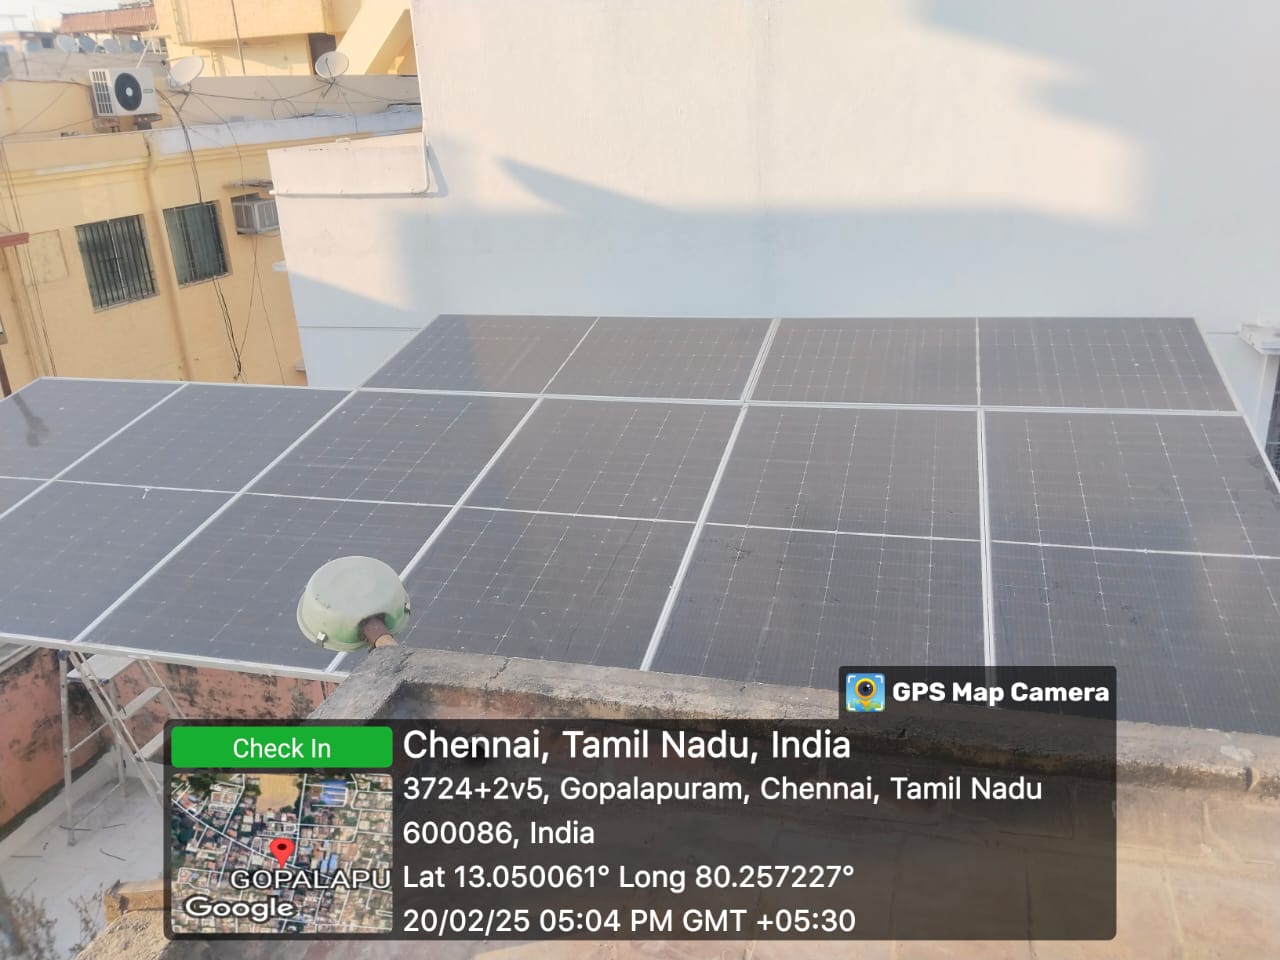 GPS Map Camera
Check In
Chennai, Tamil Nadu, India
3724+2v5, Gopalapuram, Chennai, Tamil Nadu
600086, India
Lat 13.050061° Long 80.257227°
20/02/25 05:04 PM GMT +05:30
GOPALAPU
Google